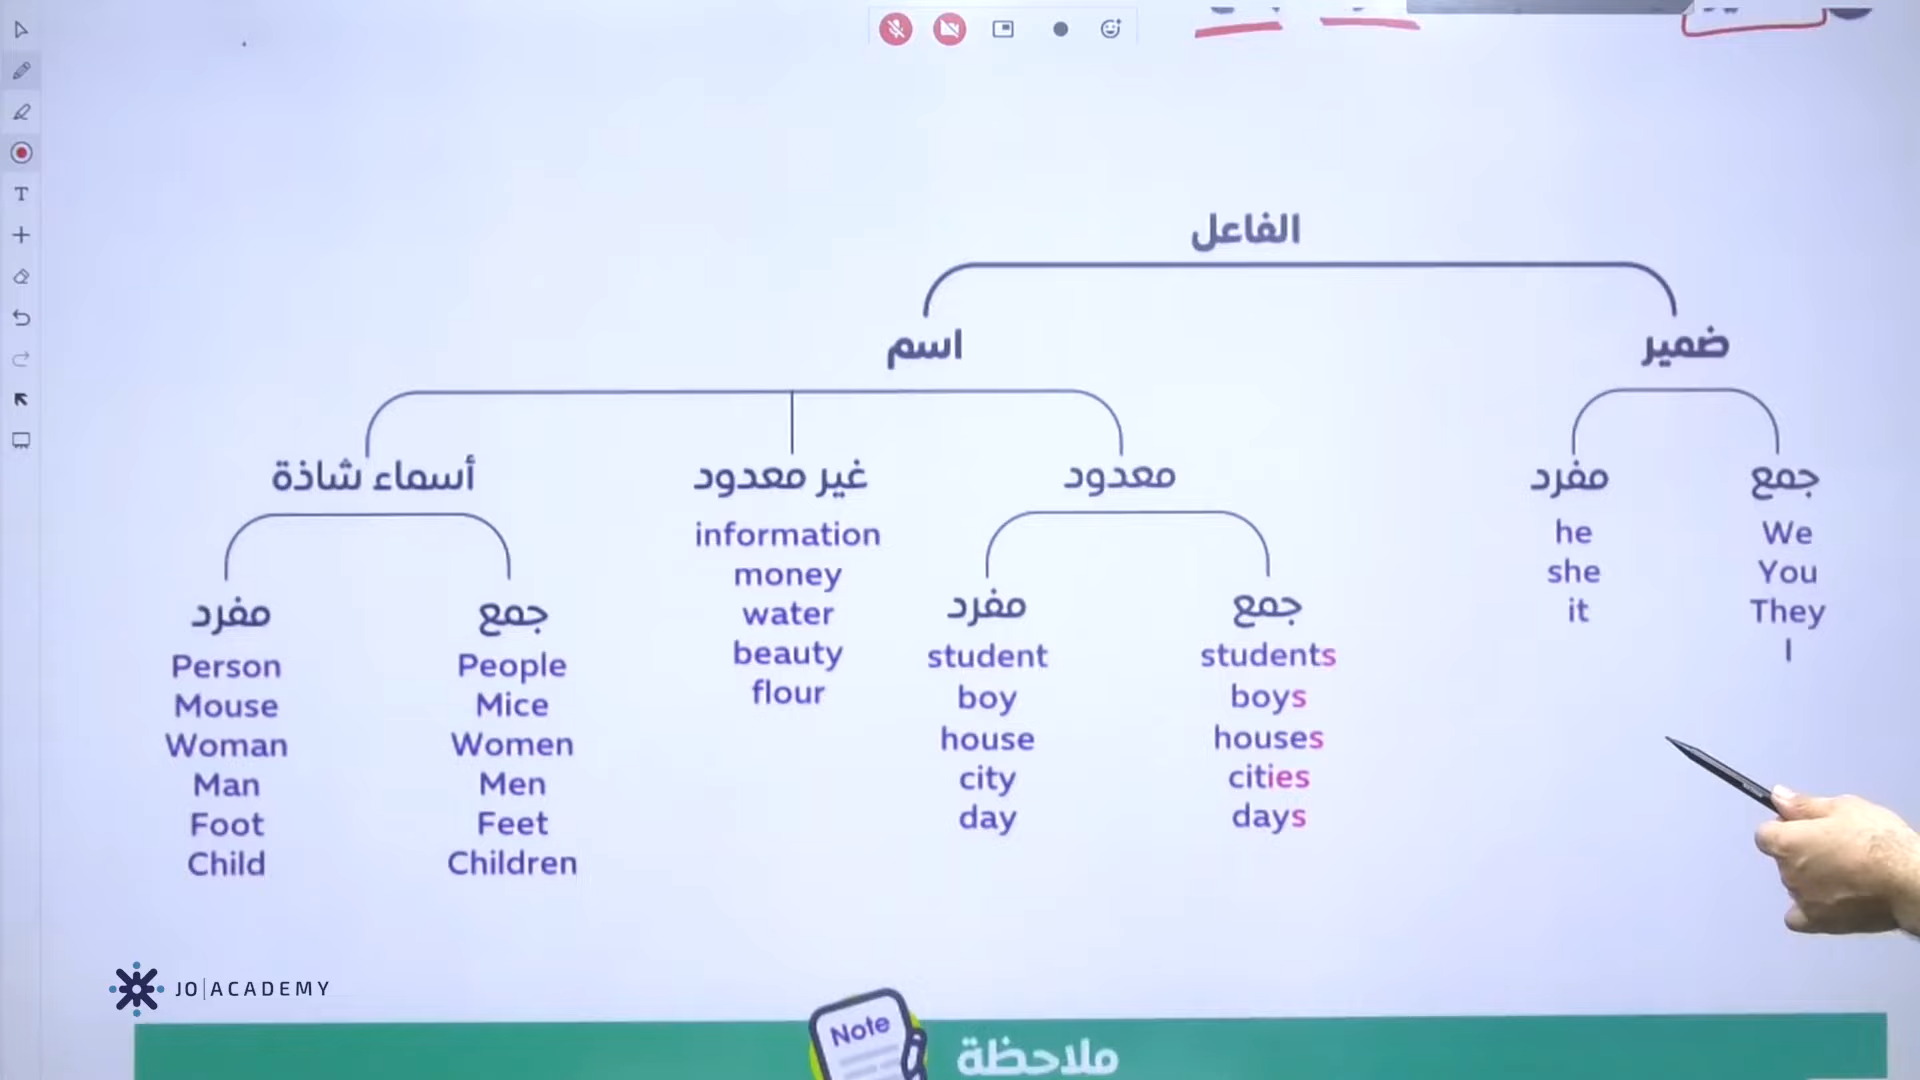 الفاعل
ضمير
اسم
جمع
مفرد
We
You
They
I
he
she
it
معدود
غير معدود
أسماء شاذة
جمع
مفرد
students
boys
houses
cities
days
student
boy
house
city
day
information
money
water
beauty
flour
جمع
مفرد
People
Mice
Women
Men
Feet
Children
Person
Mouse
Woman
Man
Foot
Child
T
JO ACADEMY
Note
ملاحظة